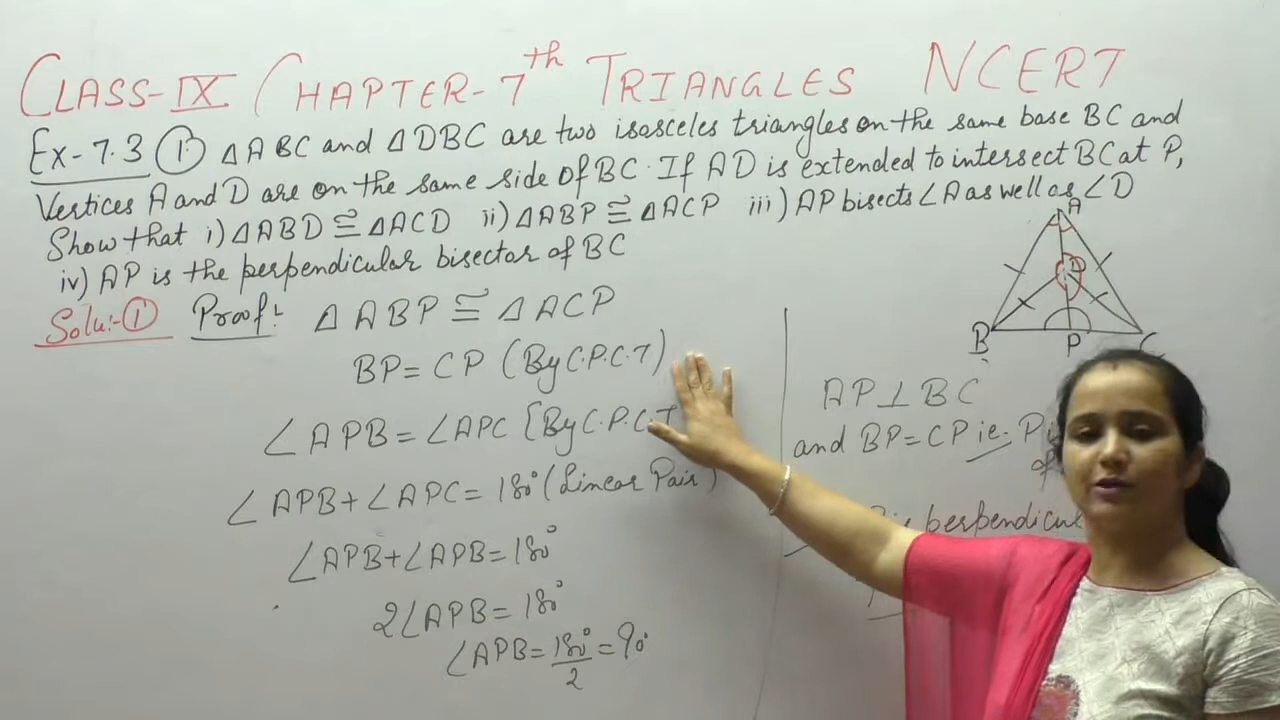 CLASS-IX CHAPTER-7th TRIANGLES NCERT
Ex-7.3 ① ΔABC and ΔDBC are two isosceles triangles on the same base BC and
Vertices A and D are on the same side of BC. If AD is extended to intersect BC at P,
Show that i) ΔABD ≅ ΔACD ii) ΔABP ≅ ΔACP iii) AP bisects ∠A as well as ∠D
iv) AP is the perpendicular bisector of BC
Solu:-① Proof:
ΔABP ≅ ΔACP
BP = CP (By C.P.C.T)
∠APB = ∠APC [By C.P.C.T
∠APB + ∠APC = 180° (Linear Pair)
∠APB + ∠APB = 180°
2∠APB = 180°
∠APB = 180°/2 = 90°
A
D
B
P
C
AP ⊥ BC
and BP = CP ie. P
of
is perpendicu